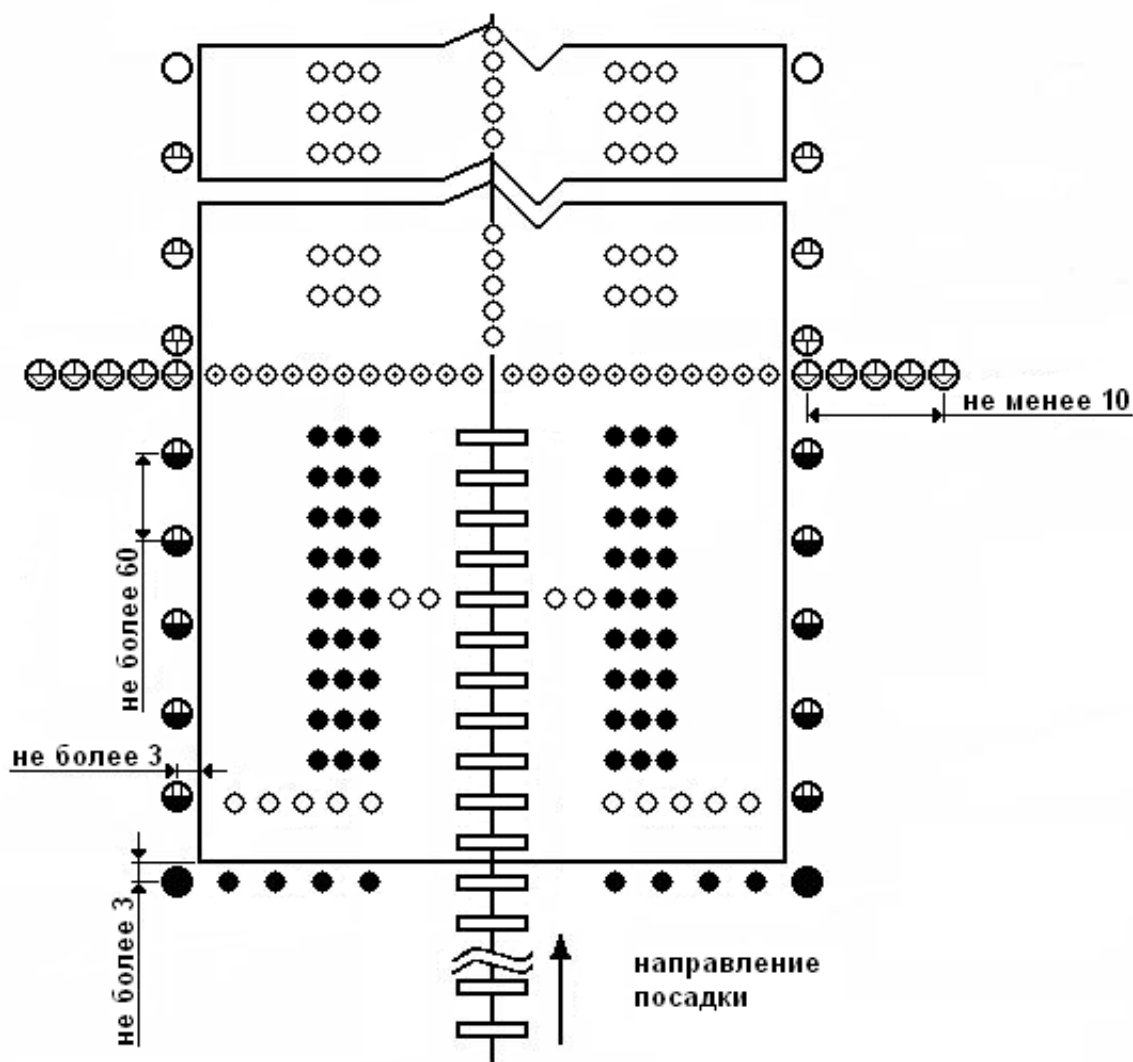 не менее 10
не более 60
не более 3
не более 3
направление
посадки